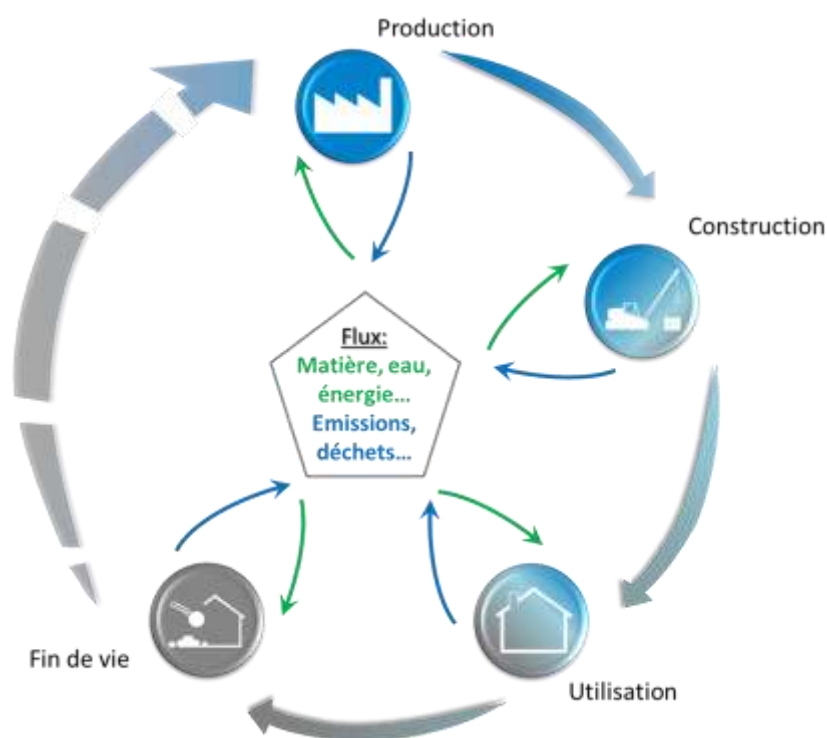 Production
Construction
Flux:
Matière, eau,
énergie…
Emissions,
déchets…
Fin de vie
Utilisation